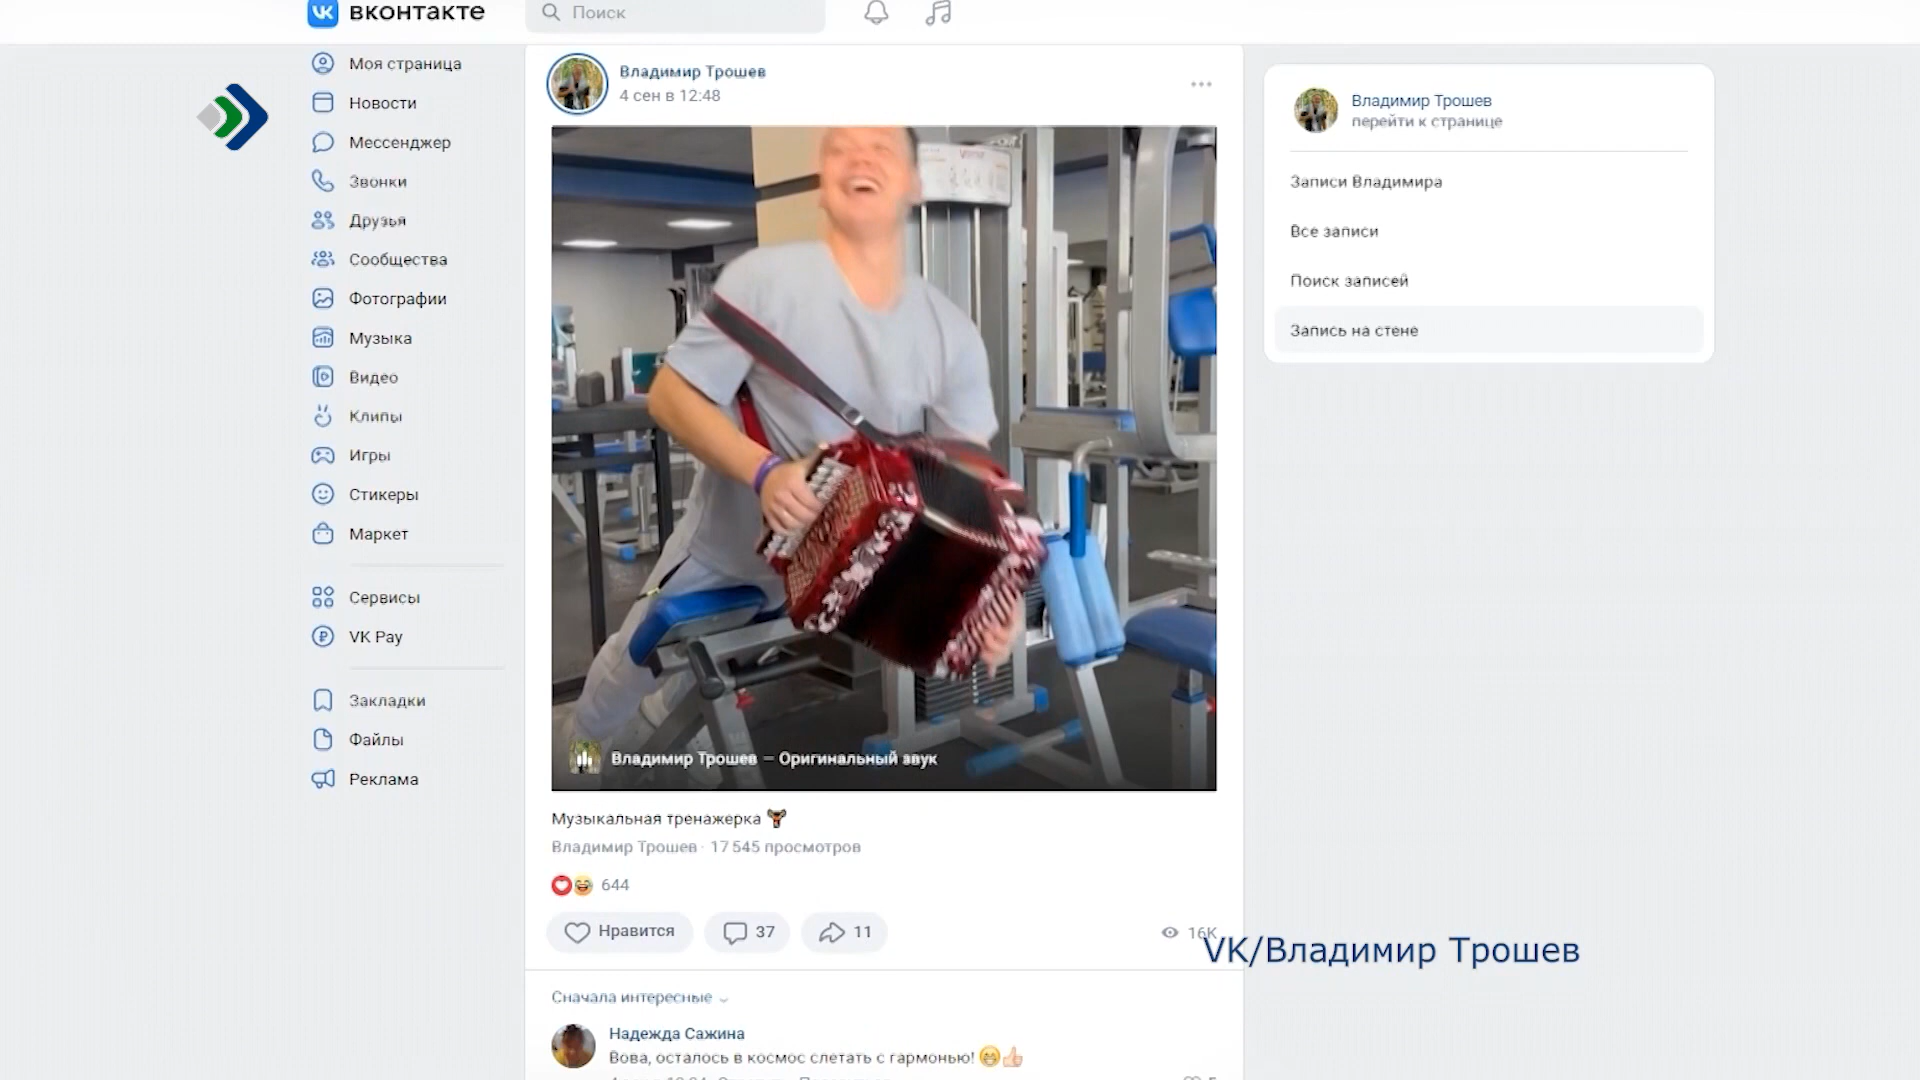 вконтакте
Поиск
Моя страница
Новости
Мессенджер
Звонки
Друзья
Сообщества
Фотографии
Музыка
Видео
Клипы
Игры
Стикеры
Маркет
Сервисы
VK Pay
Закладки
Файлы
Реклама
Владимир Трошев
4 сен в 12:48
Владимир Трошев — Оригинальный звук
Музыкальная тренажерка
Владимир Трошев · 17 545 просмотров
644
Нравится
37
11
16K
Сначала интересные
Надежда Сажина
Вова, осталось в космос слетать с гармонью! 😁👍
Владимир Трошев
перейти к странице
Записи Владимира
Все записи
Поиск записей
Запись на стене
VK/Владимир Трошев